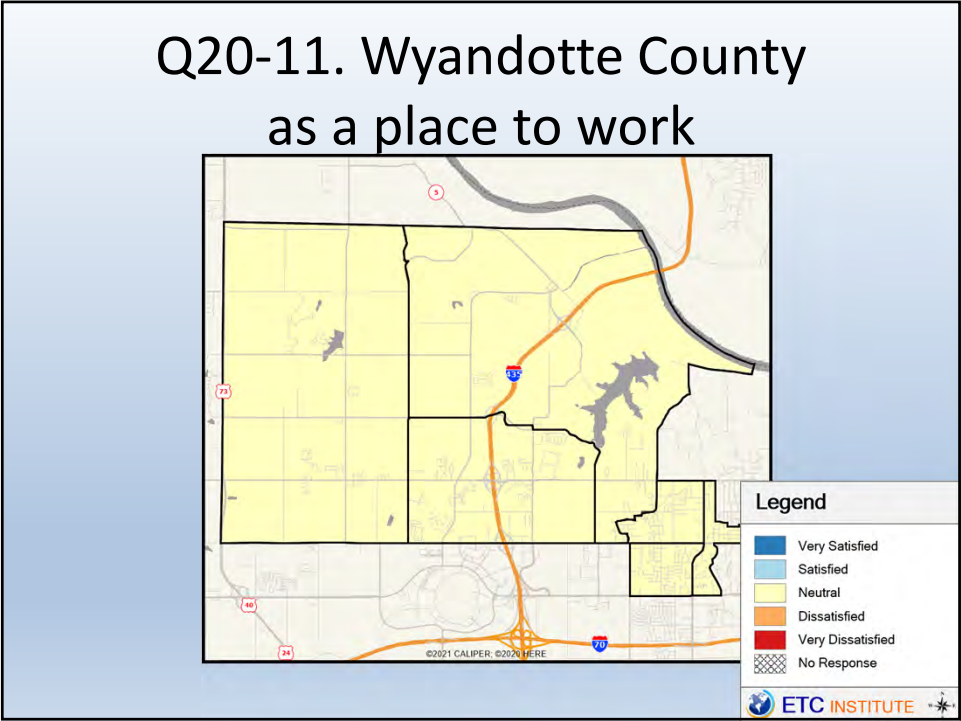 Q20-11. Wyandotte County
as a place to work
5
435
73
40
24
70
©2021 CALIPER; ©2020 HERE
Legend
Very Satisfied
Satisfied
Neutral
Dissatisfied
Very Dissatisfied
No Response
ETC INSTITUTE